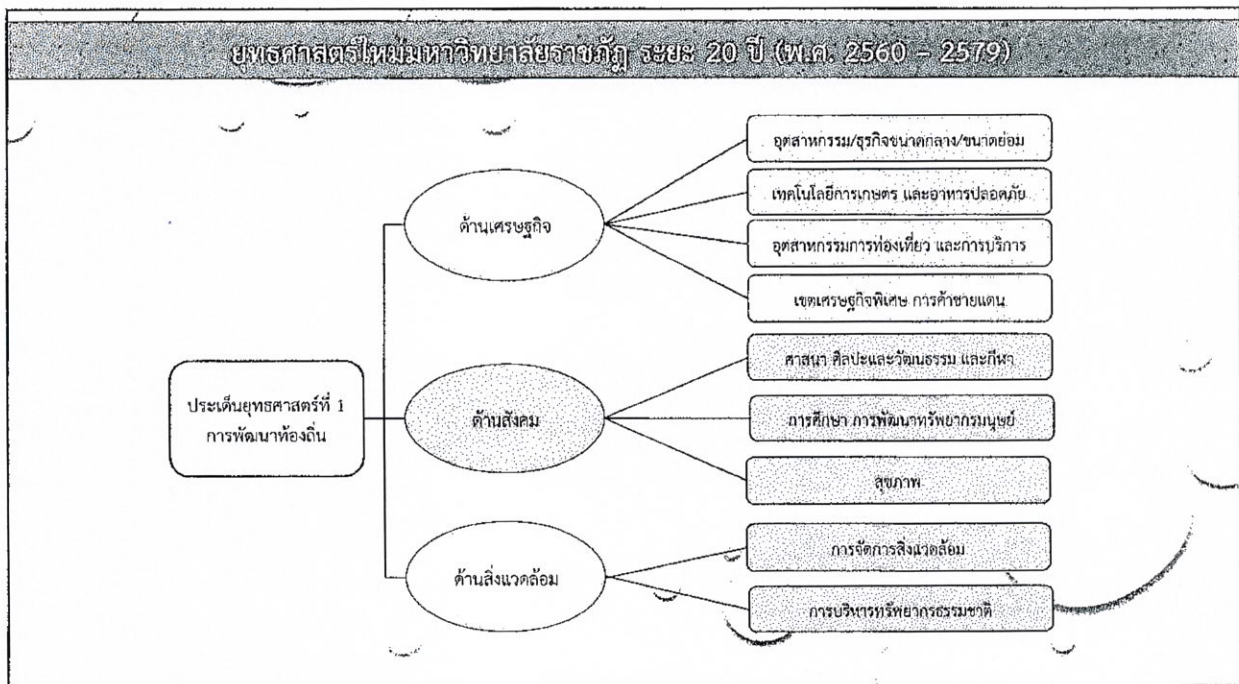 ยุทธศาสตร์ใหม่มหาวิทยาลัยราชภัฏ ระยะ 20 ปี (พ.ศ. 2560 – 2579)
ประเด็นยุทธศาสตร์ที่ 1
การพัฒนาท้องถิ่น
ด้านเศรษฐกิจ
อุตสาหกรรม/ธุรกิจขนาดกลาง/ขนาดย่อม
เทคโนโลยีการเกษตร และอาหารปลอดภัย
อุตสาหกรรมการท่องเที่ยว และการบริการ
เขตเศรษฐกิจพิเศษ การค้าชายแดน
ด้านสังคม
ศาสนา ศิลปะและวัฒนธรรม และกีฬา
การศึกษา การพัฒนาทรัพยากรมนุษย์
สุขภาพ
ด้านสิ่งแวดล้อม
การจัดการสิ่งแวดล้อม
การบริหารทรัพยากรธรรมชาติ